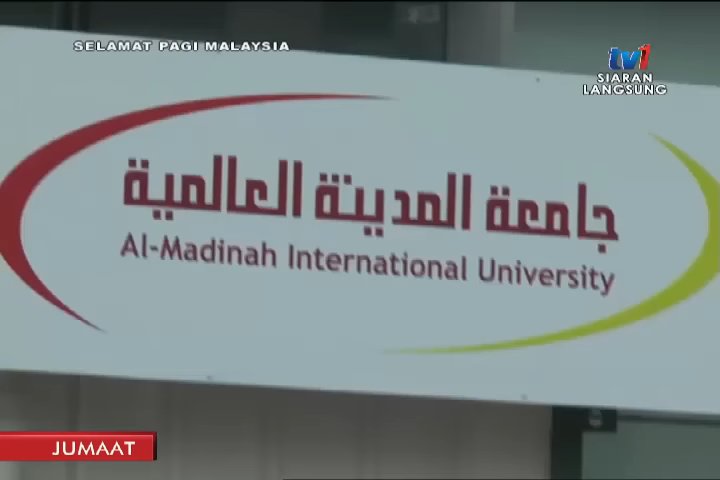 SELAMAT PAGI MALAYSIA
tv1
SIARAN
LANGSUNG
جامعة المدينة العالمية
Al-Madinah International University
JUMAAT